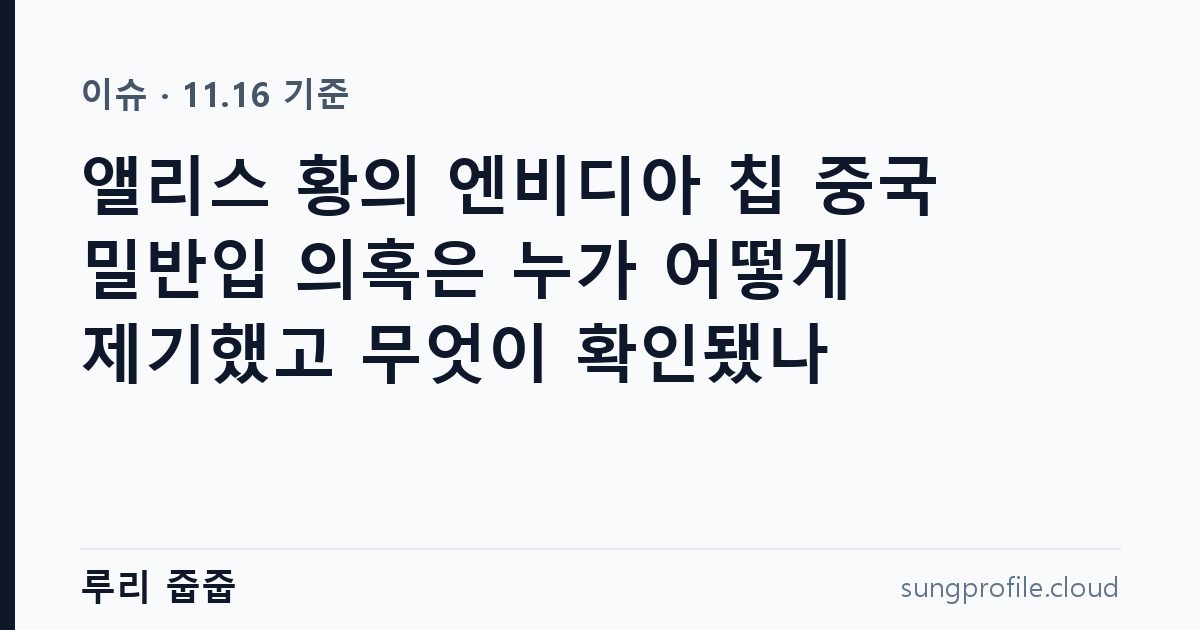 이슈 · 11.16 기준
앨리스 황의 엔비디아 칩 중국
밀반입 의혹은 누가 어떻게
제기했고 무엇이 확인됐나
루리 줍줍
sungprofile.cloud